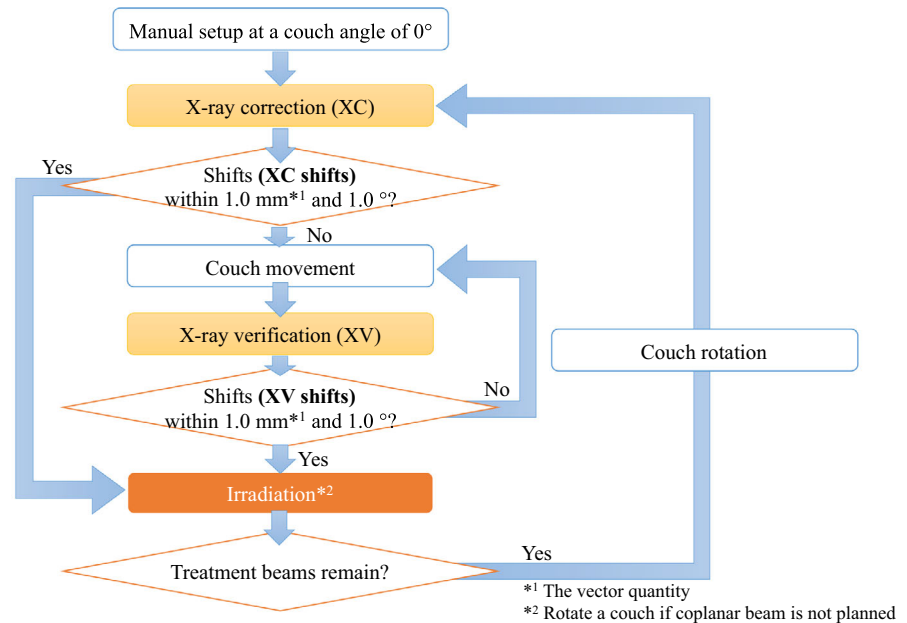 Manual setup at a couch angle of 0°
X-ray correction (XC)
Yes
Shifts (XC shifts)
within 1.0 mm*1 and 1.0 °?
No
Couch movement
X-ray verification (XV)
Couch rotation
Shifts (XV shifts)
within 1.0 mm*1 and 1.0 °?
No
Yes
Irradiation*2
Treatment beams remain?
Yes
*1 The vector quantity
*2 Rotate a couch if coplanar beam is not planned